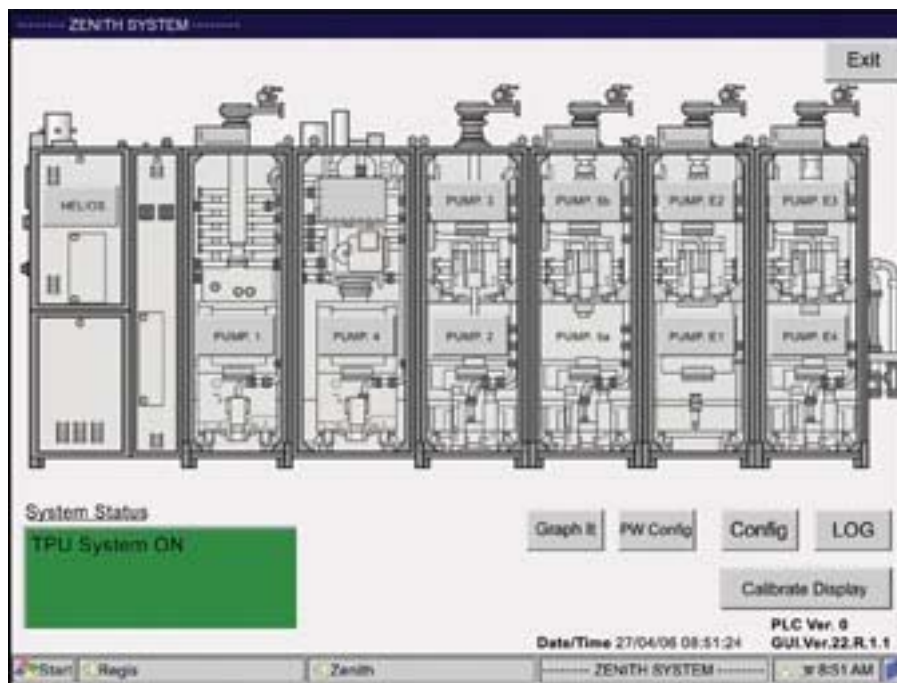 -------- ZENITH SYSTEM --------
Exit
HELIOS
PUMP. 3
PUMP. 5b
PUMP. E2
PUMP. E3
PUMP. 1
PUMP. 4
PUMP. 2
PUMP. 5a
PUMP. E1
PUMP. E4
System Status
TPU System ON
Graph It
PW Config
Config
LOG
Calibrate Display
PLC Ver. 0
Date/Time 27/04/06 08:51:24
GUI.Ver.22.R.1.1
Start
Regis
Zenith
------- ZENITH SYSTEM -------
8:51 AM